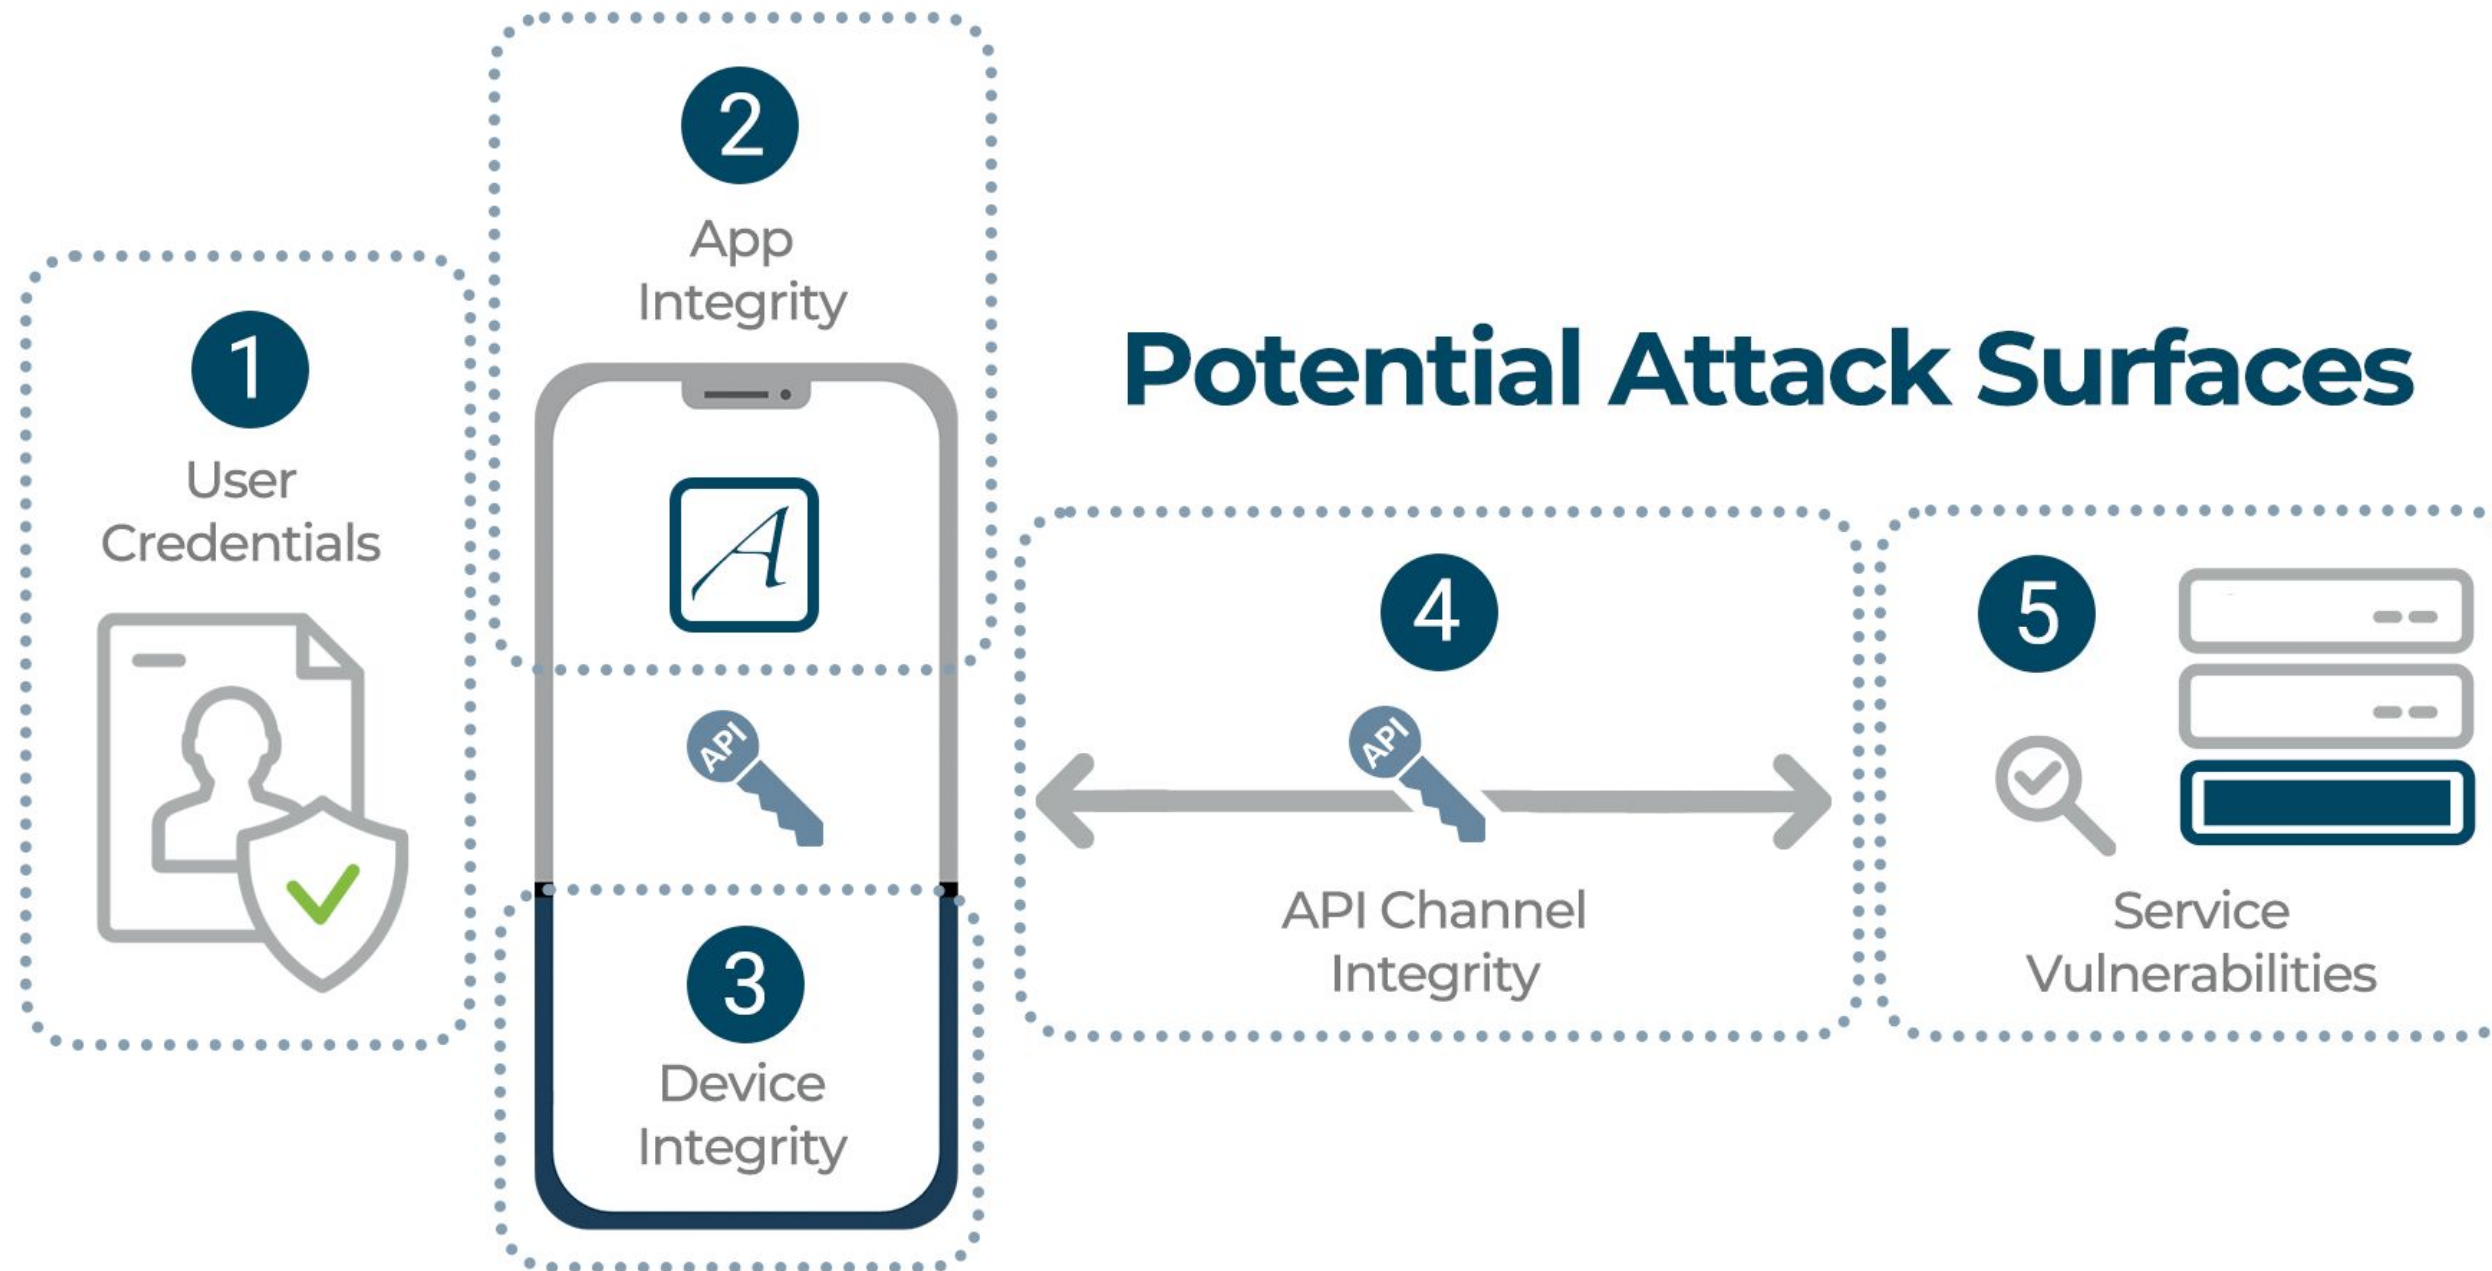 1
User
Credentials
2
App
Integrity
A
API
3
Device
Integrity
Potential Attack Surfaces
4
API
API Channel
Integrity
5
Service
Vulnerabilities